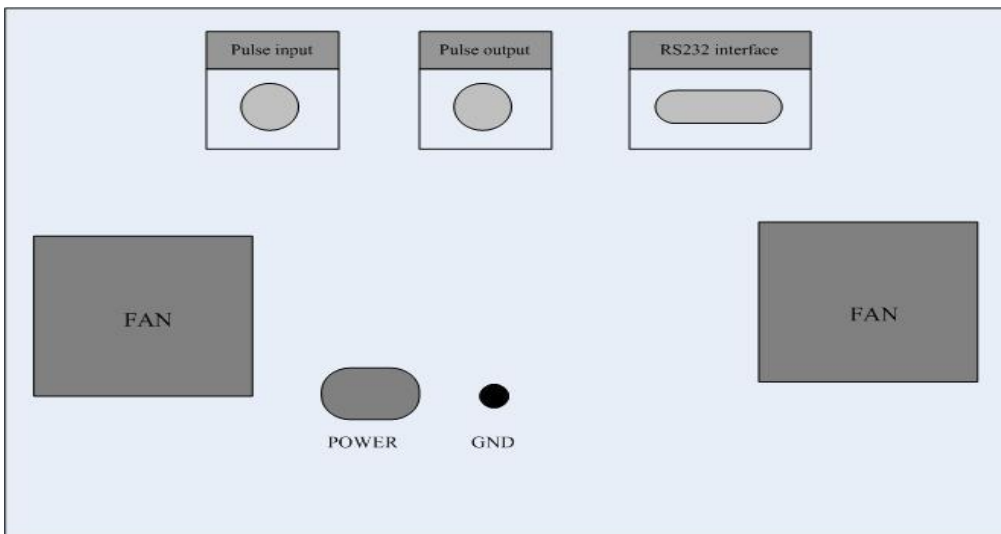 Pulse input
Pulse output
RS232 interface
FAN
FAN
POWER
GND